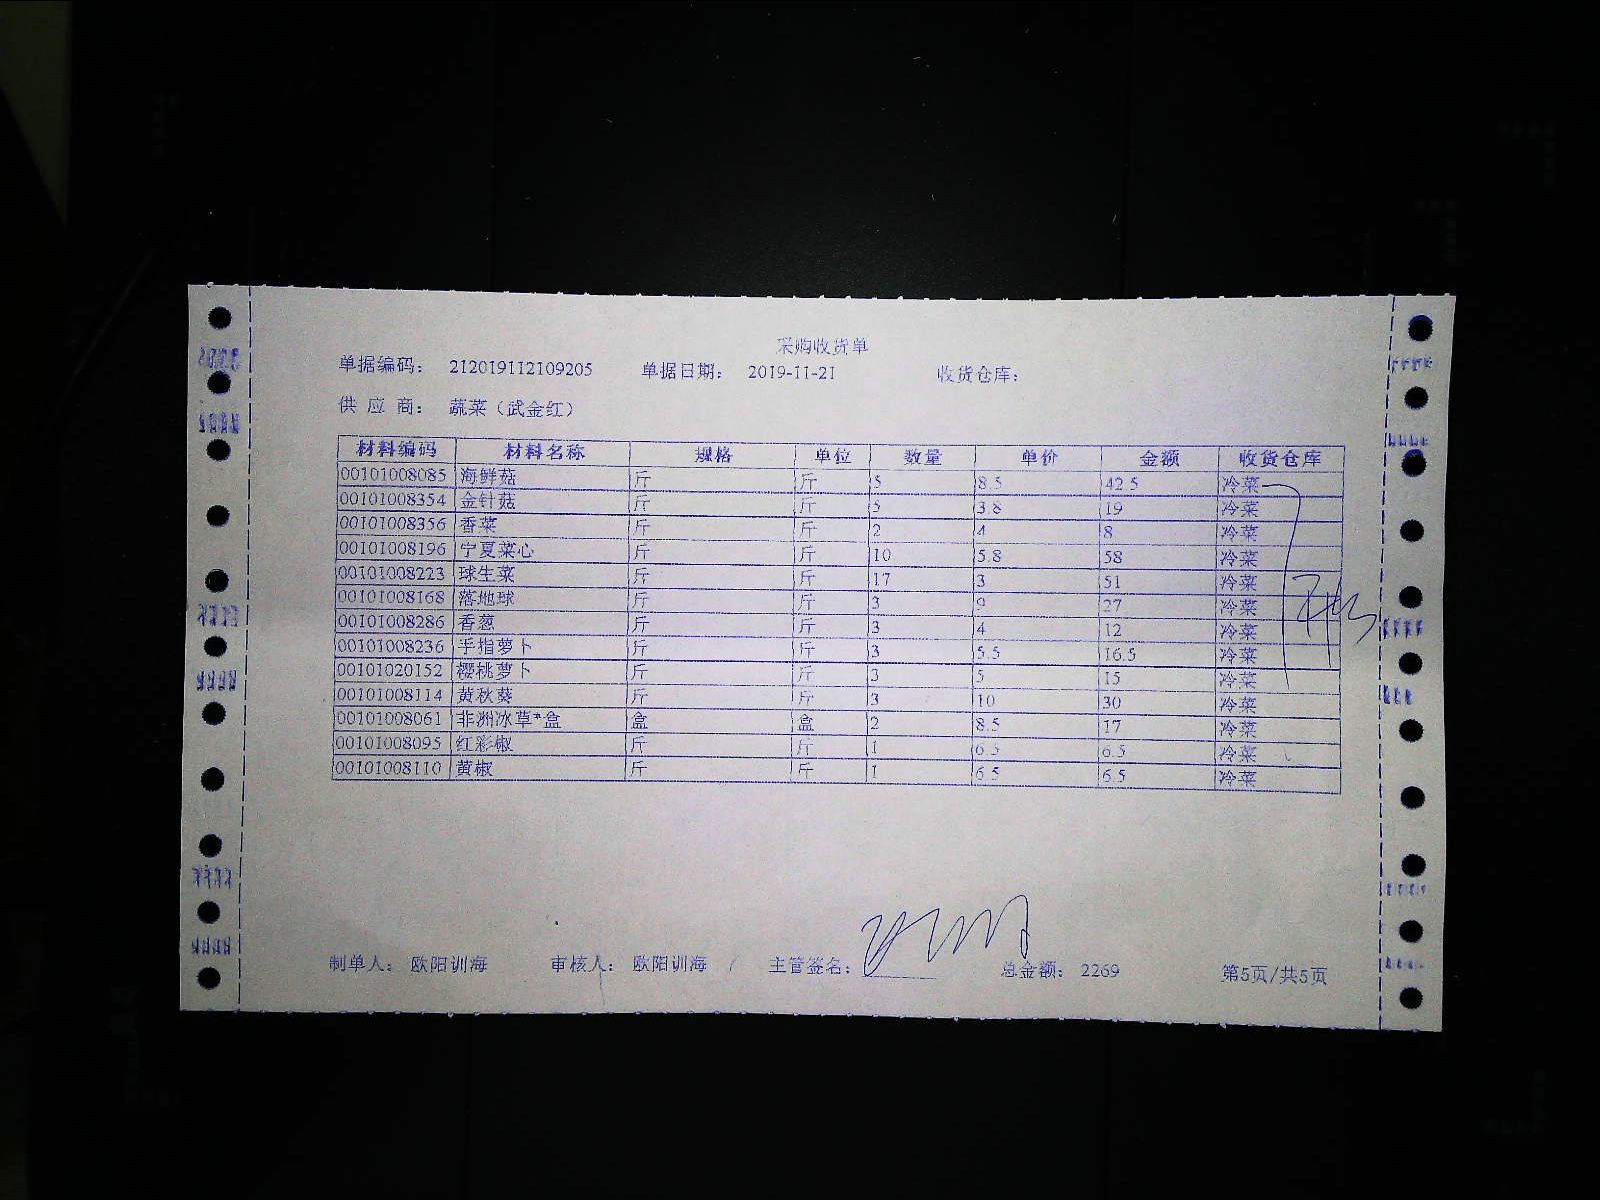 采购收货单
单据编码： 212019112109205 单据日期： 2019-11-21 收货仓库：
供 应 商： 蔬菜（武金红）
材料编码 材料名称 规格 单位 数量 单价 金额 收货仓库
00101008085 海鲜菇 斤 斤 5 8.5 42.5 冷菜
00101008354 金针菇 斤 斤 5 3.8 19 冷菜
00101008356 香菜 斤 斤 2 4 8 冷菜
00101008196 宁夏菜心 斤 斤 10 5.8 58 冷菜
00101008223 球生菜 斤 斤 17 3 51 冷菜
00101008168 落地球 斤 斤 3 9 27 冷菜
00101008286 香葱 斤 斤 3 4 12 冷菜
00101008236 手指萝卜 斤 斤 3 5.5 16.5 冷菜
00101020152 樱桃萝卜 斤 斤 3 5 15 冷菜
00101008114 黄秋葵 斤 斤 3 10 30 冷菜
00101008061 非洲冰草*盒 盒 盒 2 8.5 17 冷菜
00101008095 红彩椒 斤 斤 1 6.5 6.5 冷菜
00101008110 黄椒 斤 斤 1 6.5 6.5 冷菜
制单人： 欧阳训海 审核人： 欧阳训海 主管签名： 总金额： 2269 第5页/共5页